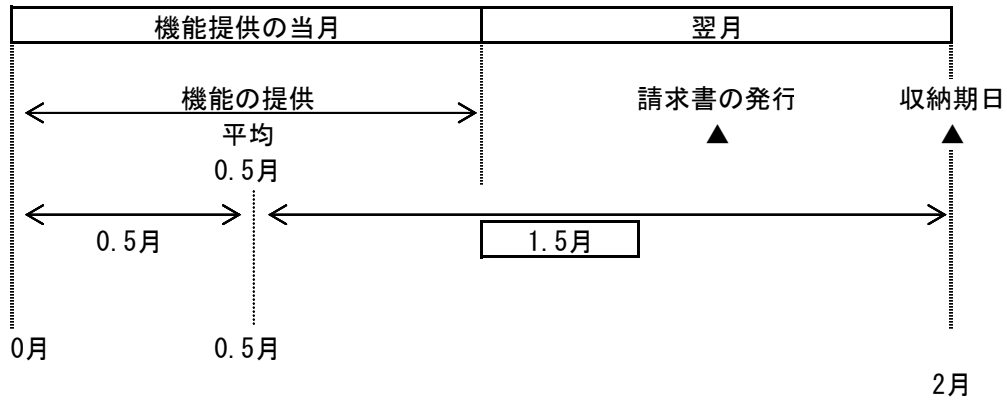 機能提供の当月 翌月
機能の提供 請求書の発行 収納期日
平均 ▲ ▲
0.5月
0.5月 1.5月
0月 0.5月
2月